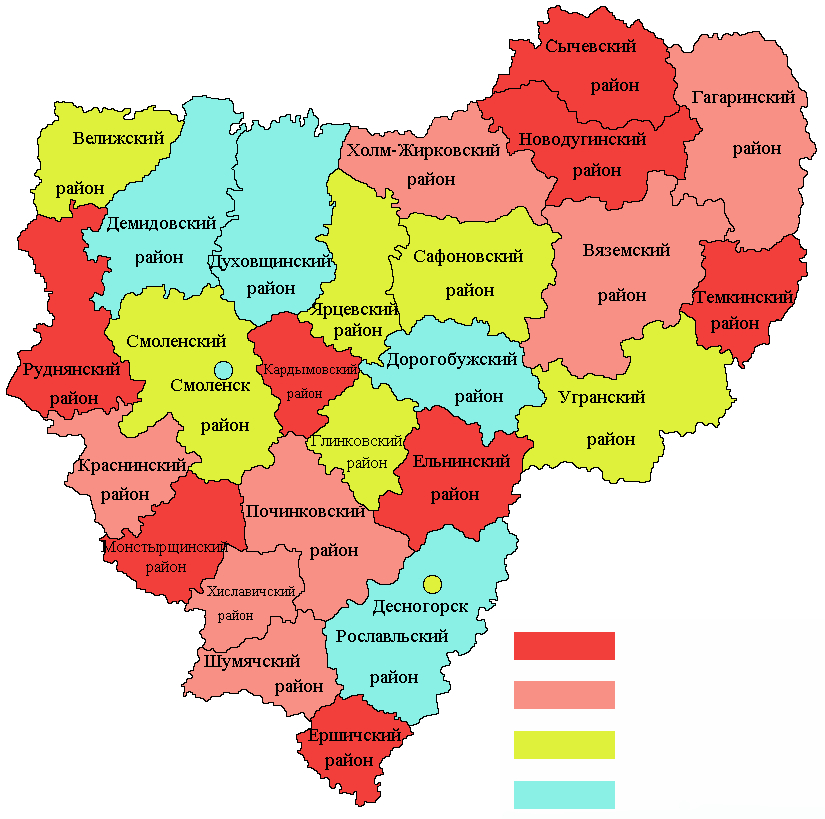 Сычевский
район
Гагаринский
район
Новодугинский
район
Холм-Жирковский
район
Велижский
район
Демидовский
район
Духовщинский
район
Вяземский
район
Сафоновский
район
Темкинский
район
Ярцевский
район
Смоленский
Смоленск
район
Руднянский
район
Кардымовский
район
Дорогобужский
район
Угранский
район
Глинковский
район
Ельнинский
район
Краснинский
район
Починковский
район
Монстырщинский
район
Хиславичский
район
Десногорск
Рославльский
район
Шумячский
район
Ершичский
район